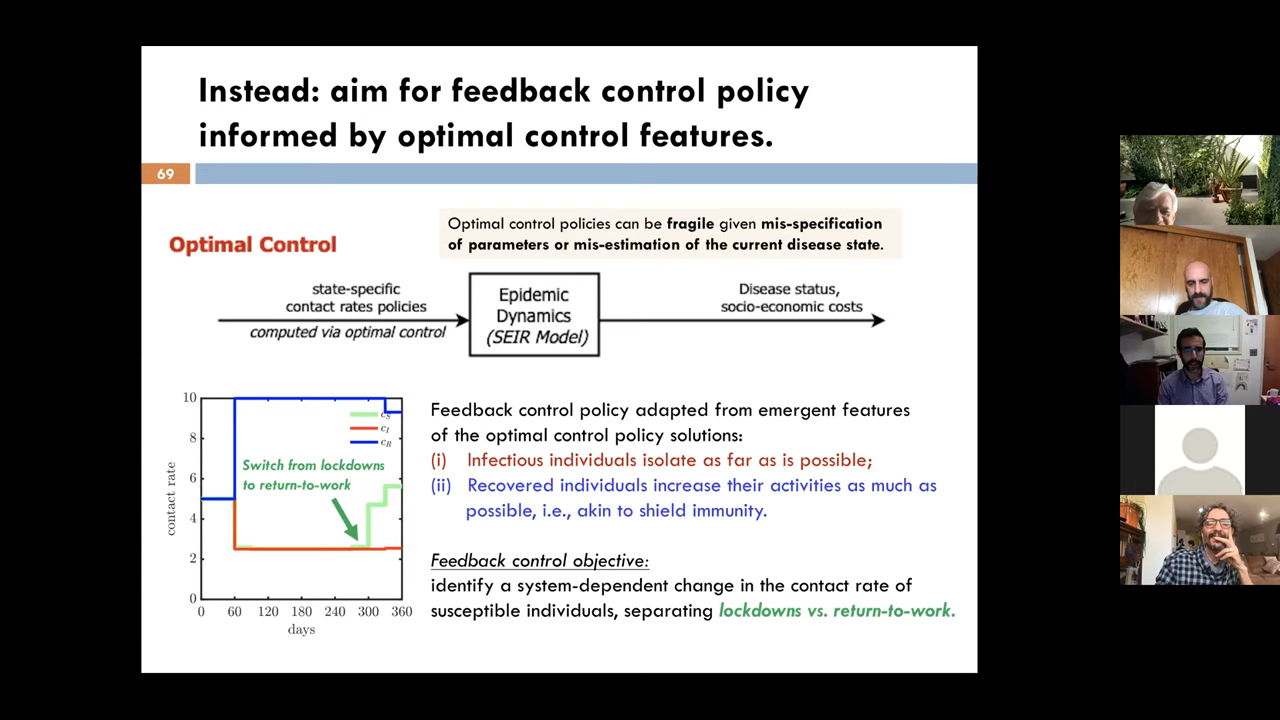 Instead: aim for feedback control policy
informed by optimal control features.
69
Optimal Control
Optimal control policies can be fragile given mis-specification
of parameters or mis-estimation of the current disease state.
state-specific
contact rates policies
computed via optimal control
Epidemic
Dynamics
(SEIR Model)
Disease status,
socio-economic costs
10
8
6
4
2
0
contact rate
c_S
c_I
c_R
Switch from lockdowns
to return-to-work
0 60 120 180 240 300 360
days
Feedback control policy adapted from emergent features
of the optimal control policy solutions:
(i) Infectious individuals isolate as far as is possible;
(ii) Recovered individuals increase their activities as much as
possible, i.e., akin to shield immunity.
Feedback control objective:
identify a system-dependent change in the contact rate of
susceptible individuals, separating lockdowns vs. return-to-work.